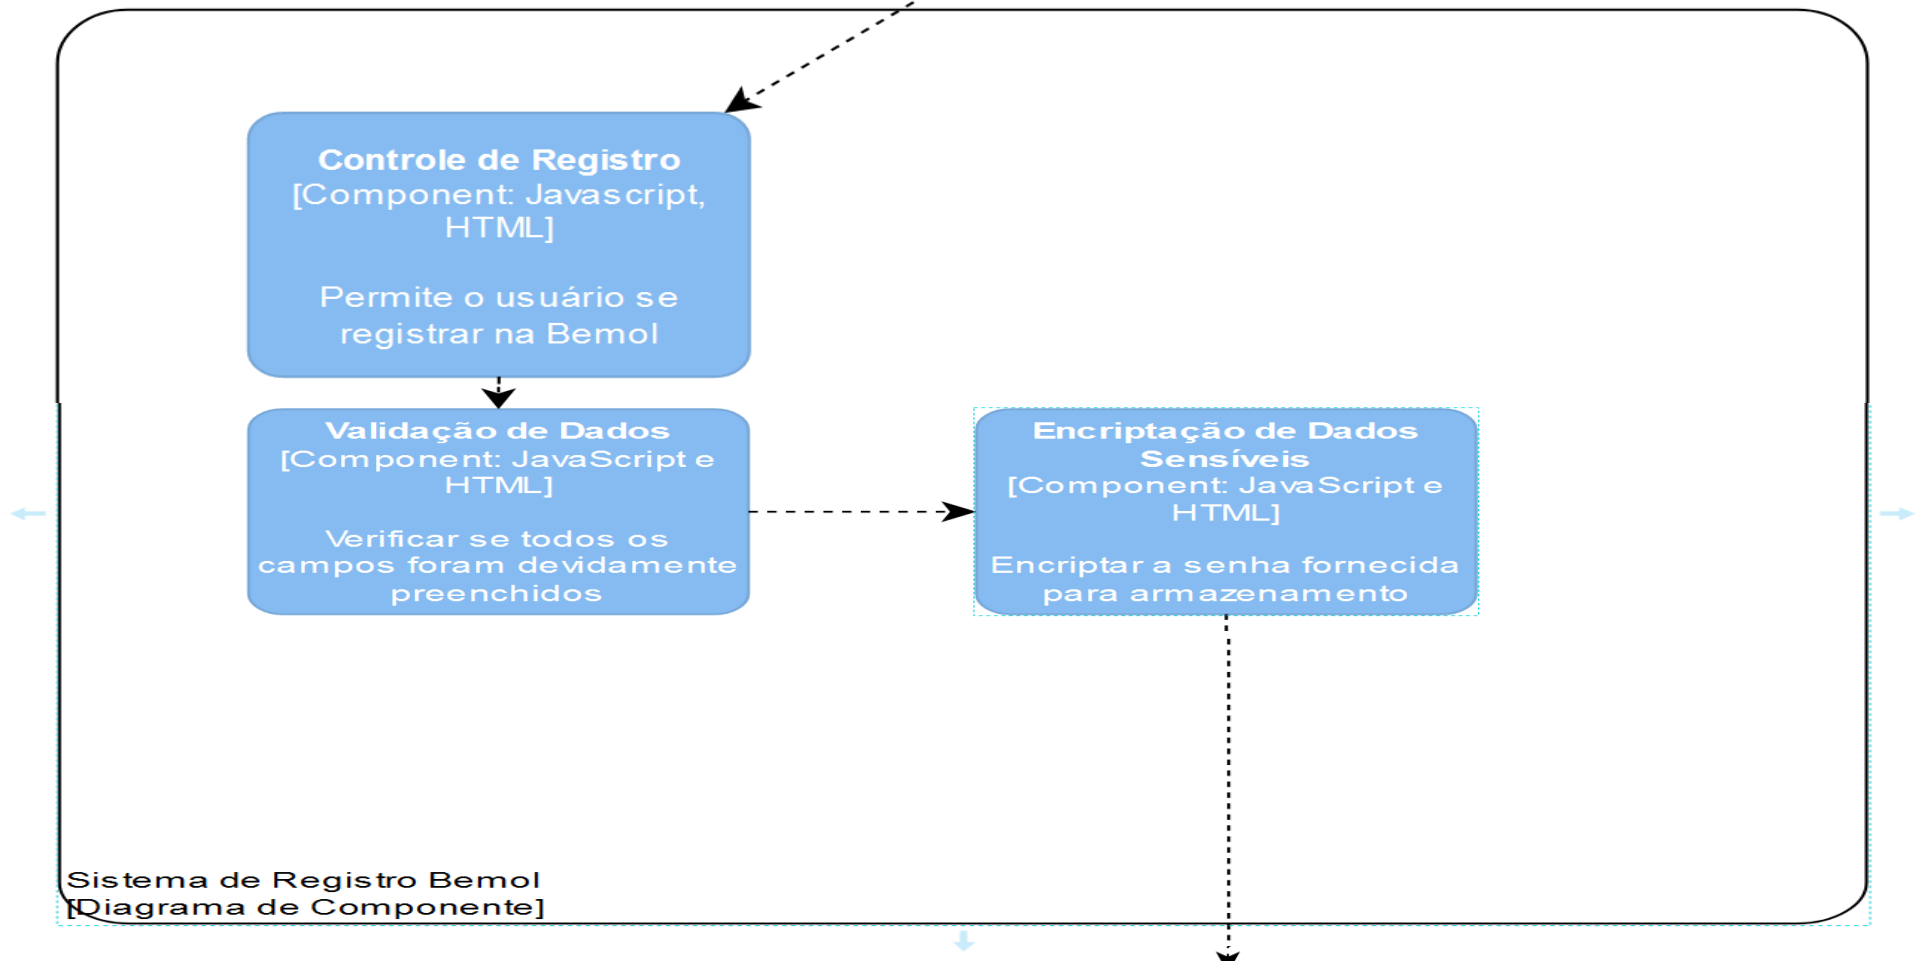 Controle de Registro
[Component: Javascript,
HTML]
Permite o usuário se
registrar na Bemol
Validação de Dados
[Component: JavaScript e
HTML]
Verificar se todos os
campos foram devidamente
preenchidos
Encriptação de Dados
Sensíveis
[Component: JavaScript e
HTML]
Encriptar a senha fornecida
para armazenamento
Sistema de Registro Bemol
[Diagrama de Componente]